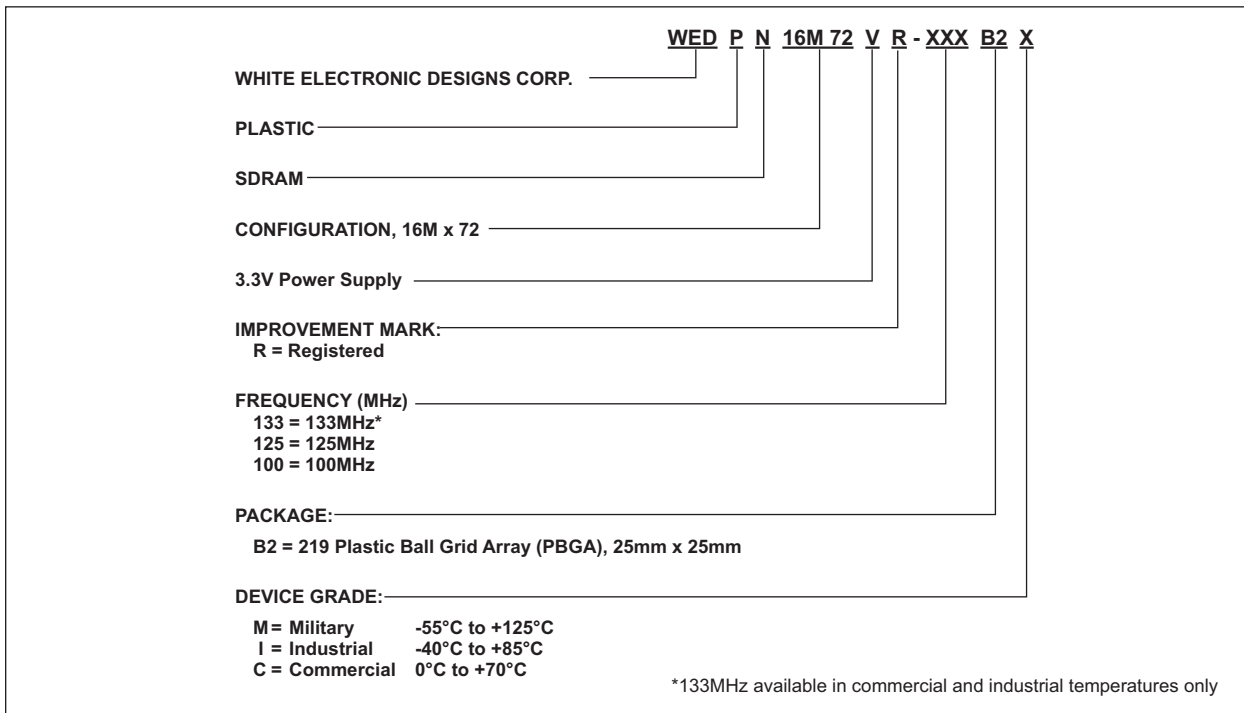 WED P N 16M 72 V R - XXX B2 X
WHITE ELECTRONIC DESIGNS CORP.
PLASTIC
SDRAM
CONFIGURATION, 16M x 72
3.3V Power Supply
IMPROVEMENT MARK:
R = Registered
FREQUENCY (MHz)
133 = 133MHz*
125 = 125MHz
100 = 100MHz
PACKAGE:
B2 = 219 Plastic Ball Grid Array (PBGA), 25mm x 25mm
DEVICE GRADE:
M = Military -55°C to +125°C
I = Industrial -40°C to +85°C
C = Commercial 0°C to +70°C
*133MHz available in commercial and industrial temperatures only